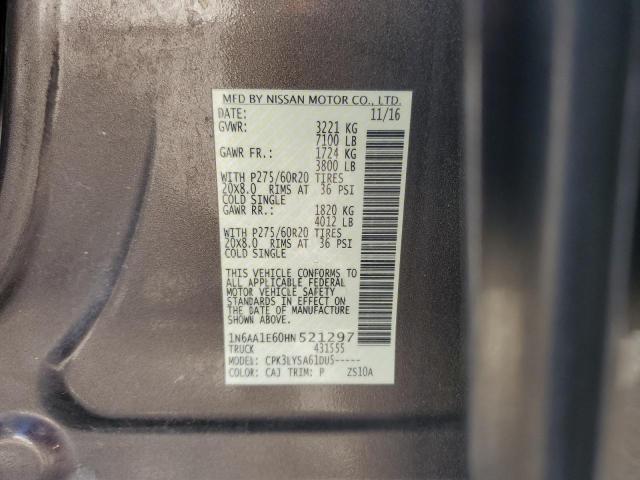 MFD BY NISSAN MOTOR CO., LTD.
DATE: 11/16
GVWR: 3221 KG
7100 LB
GAWR FR.: 1724 KG
3800 LB
WITH P275/60R20 TIRES
20X8.0 RIMS AT 36 PSI
COLD SINGLE
GAWR RR.: 1820 KG
4012 LB
WITH P275/60R20 TIRES
20X8.0 RIMS AT 36 PSI
COLD SINGLE
THIS VEHICLE CONFORMS TO
ALL APPLICABLE FEDERAL
MOTOR VEHICLE SAFETY
STANDARDS IN EFFECT ON
THE DATE OF MANUFACTURE
SHOWN ABOVE.
1N6AA1E60HN521297
TRUCK 431555
MODEL: CPK3LYSA61DU5-----
COLOR: CAJ TRIM: P ZS10A